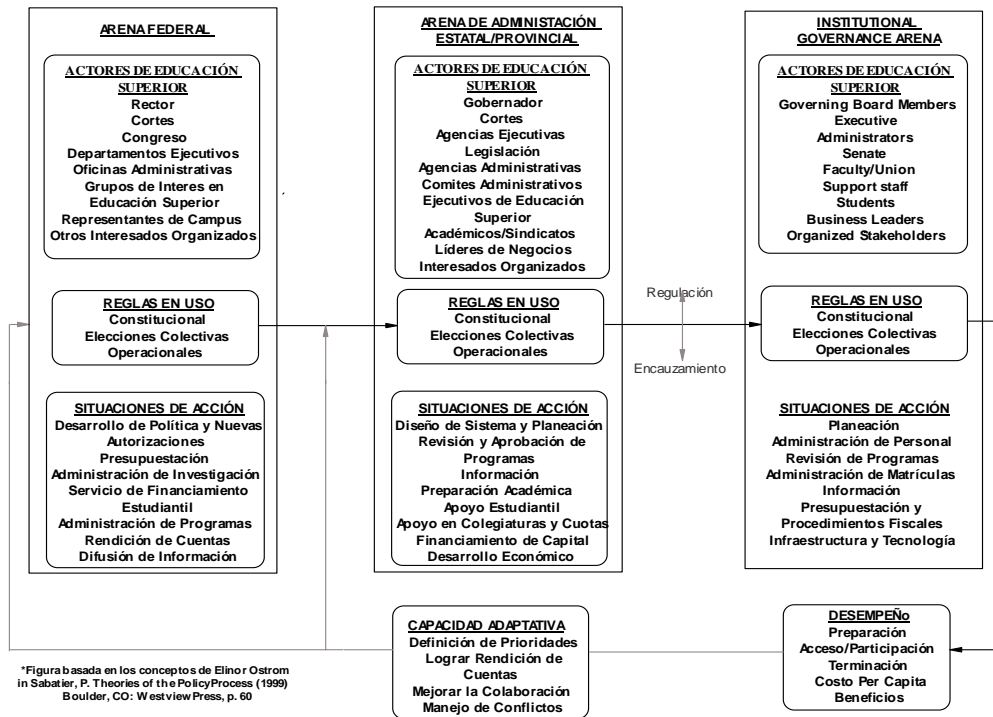 ARENA FEDERAL
ACTORES DE EDUCACIÓN
SUPERIOR
Rector
Cortes
Congreso
Departamentos Ejecutivos
Oficinas Administrativas
Grupos de Interes en
Educación Superior
Representantes de Campus
Otros Interesados Organizados
REGLAS EN USO
Constitucional
Elecciones Colectivas
Operacionales
SITUACIONES DE ACCIÓN
Desarrollo de Política y Nuevas
Autorizaciones
Presupuestación
Administración de Investigación
Servicio de Financiamiento
Estudiantil
Administración de Programas
Rendición de Cuentas
Difusión de Información
ARENA DE ADMINISTACIÓN
ESTATAL/PROVINCIAL
ACTORES DE EDUCACIÓN
SUPERIOR
Gobernador
Cortes
Agencias Ejecutivas
Legislación
Agencias Administrativas
Comites Administrativos
Ejecutivos de Educación
Superior
Académicos/Sindicatos
Líderes de Negocios
Interesados Organizados
REGLAS EN USO
Constitucional
Elecciones Colectivas
Operacionales
SITUACIONES DE ACCIÓN
Diseño de Sistema y Planeación
Revisión y Aprobación de
Programas
Información
Preparación Académica
Apoyo Estudiantil
Apoyo en Colegiaturas y Cuotas
Financiamiento de Capital
Desarrollo Económico
Regulación
Encauzamiento
INSTITUTIONAL
GOVERNANCE ARENA
ACTORES DE EDUCACIÓN
SUPERIOR
Governing Board Members
Executive
Administrators
Senate
Faculty/Union
Support staff
Students
Business Leaders
Organized Stakeholders
REGLAS EN USO
Constitucional
Elecciones Colectivas
Operacionales
SITUACIONES DE ACCIÓN
Planeación
Administración de Personal
Revisión de Programas
Administración de Matrículas
Información
Presupuestación y
Procedimientos Fiscales
Infraestructura y Tecnología
CAPACIDAD ADAPTATIVA
Definición de Prioridades
Lograr Rendición de
Cuentas
Mejorar la Colaboración
Manejo de Conflictos
DESEMPEÑo
Preparación
Acceso/Participación
Terminación
Costo Per Capita
Beneficios
*Figura basada en los conceptos de Elinor Ostrom
in Sabatier, P. Theories of the Policy Process (1999)
Boulder, CO: Westview Press, p. 60